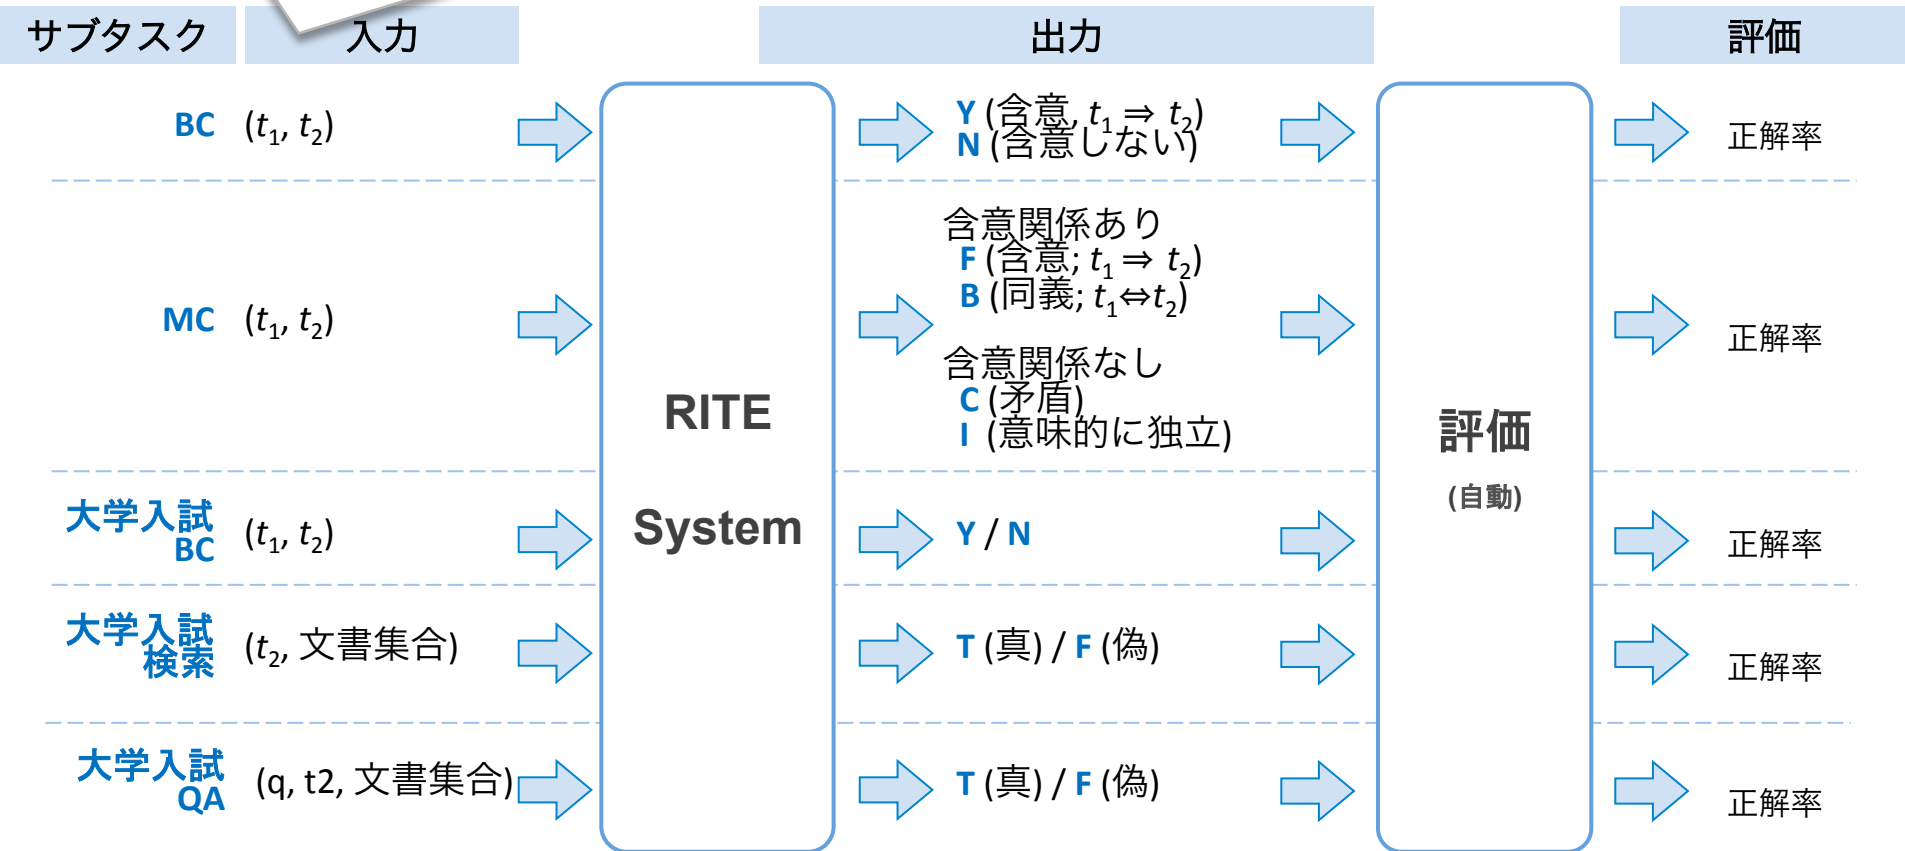 サブタスク 入力 出力 評価
BC (t1, t2) Y (含意, t1 ⇒ t2)
N (含意しない) 正解率
含意関係あり
F (含意; t1 ⇒ t2)
B (同義; t1⇔t2)
MC (t1, t2) 正解率
含意関係なし
C (矛盾)
I (意味的に独立)
RITE
System
評価
(自動)
大学入試
BC (t1, t2) Y / N 正解率
大学入試
検索 (t2, 文書集合) T (真) / F (偽) 正解率
大学入試
QA (q, t2, 文書集合) T (真) / F (偽) 正解率